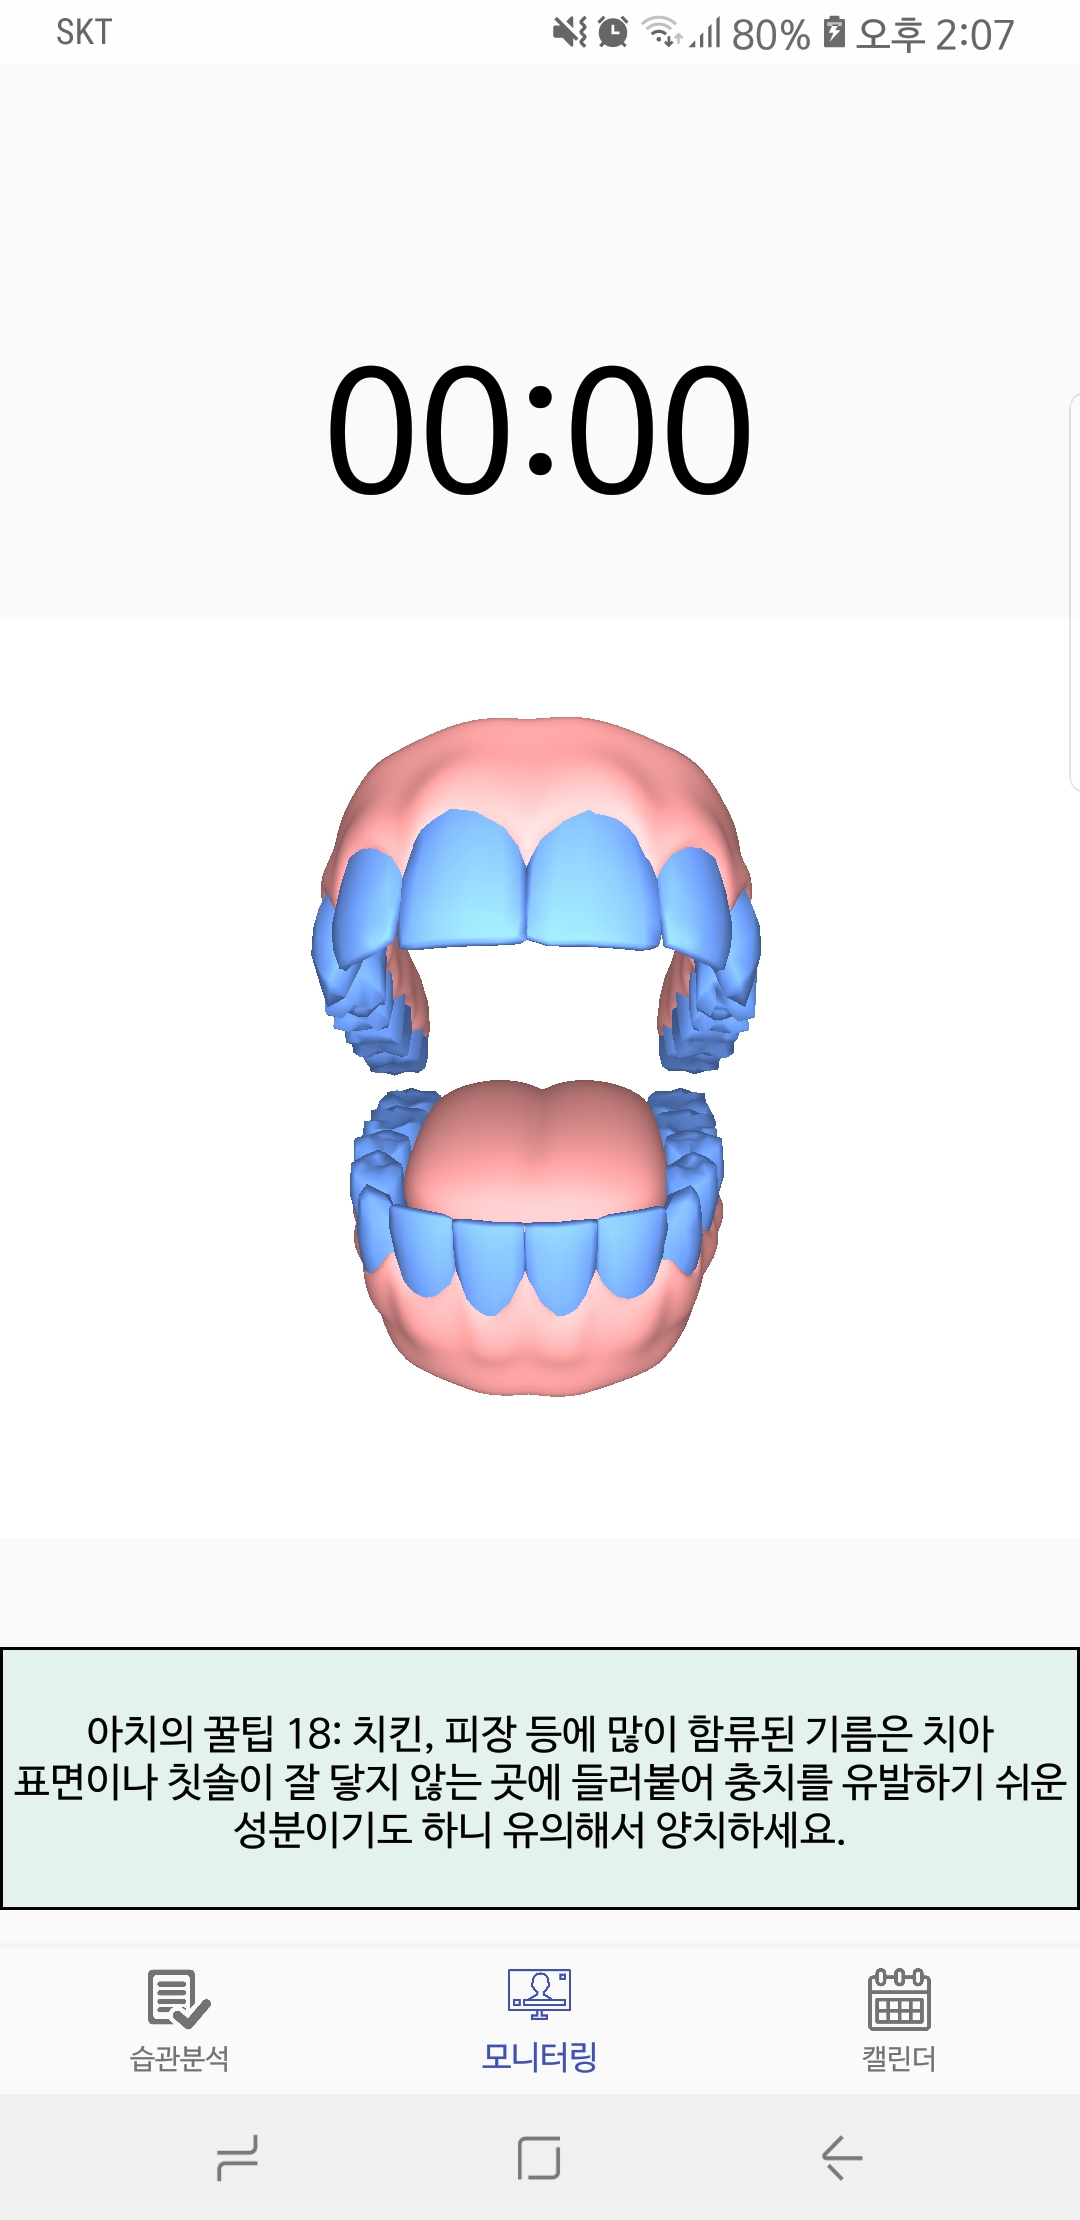 SKT 80% 오후 2:07
00:00
아치의 꿀팁 18: 치킨, 피장 등에 많이 함류된 기름은 치아
표면이나 칫솔이 잘 닿지 않는 곳에 들러붙어 충치를 유발하기 쉬운
성분이기도 하니 유의해서 양치하세요.
습관분석 모니터링 캘린더